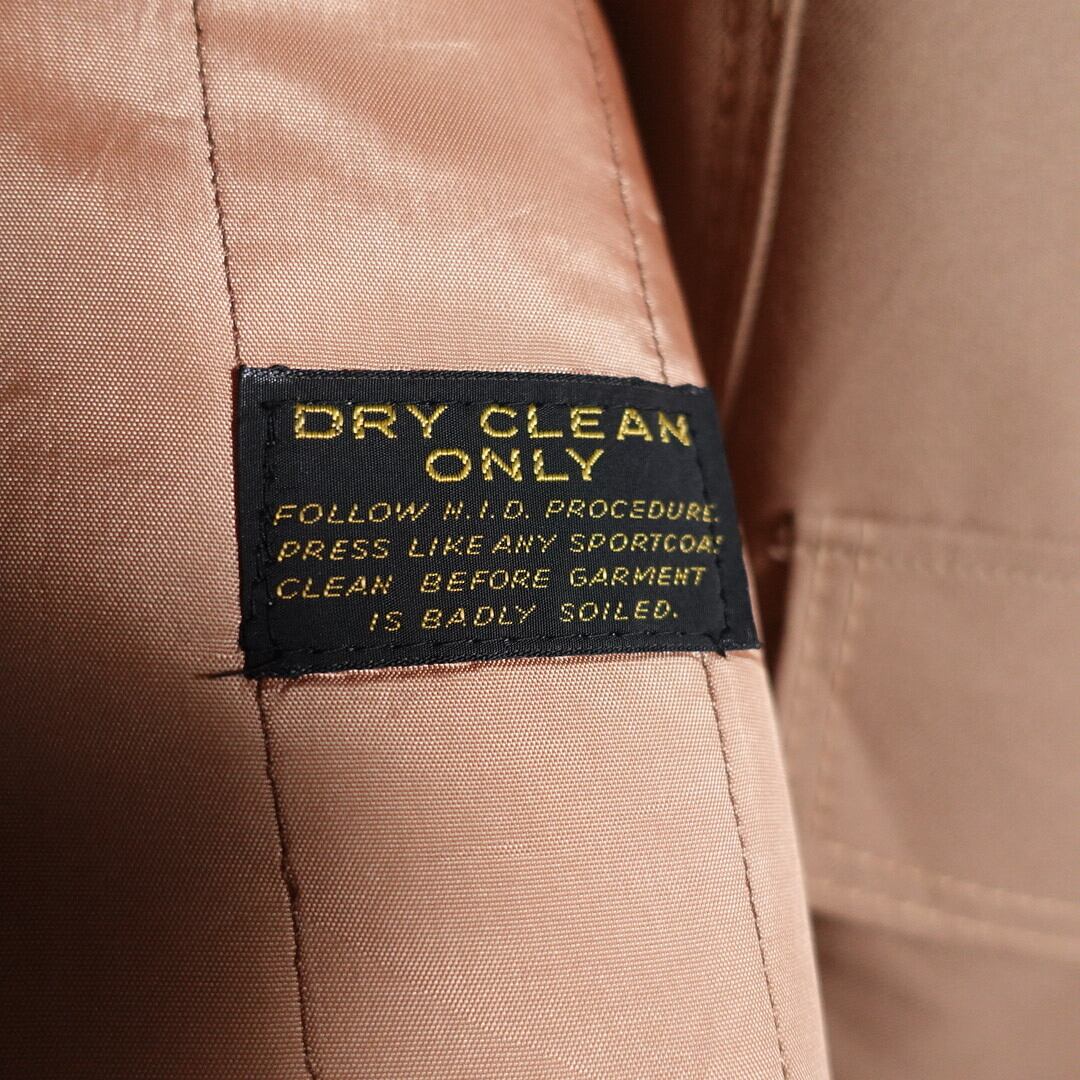 DRY CLEAN
ONLY
FOLLOW N.I.D. PROCEDURE.
PRESS LIKE ANY SPORTCOAT
CLEAN BEFORE GARMENT
IS BADLY SOILED.